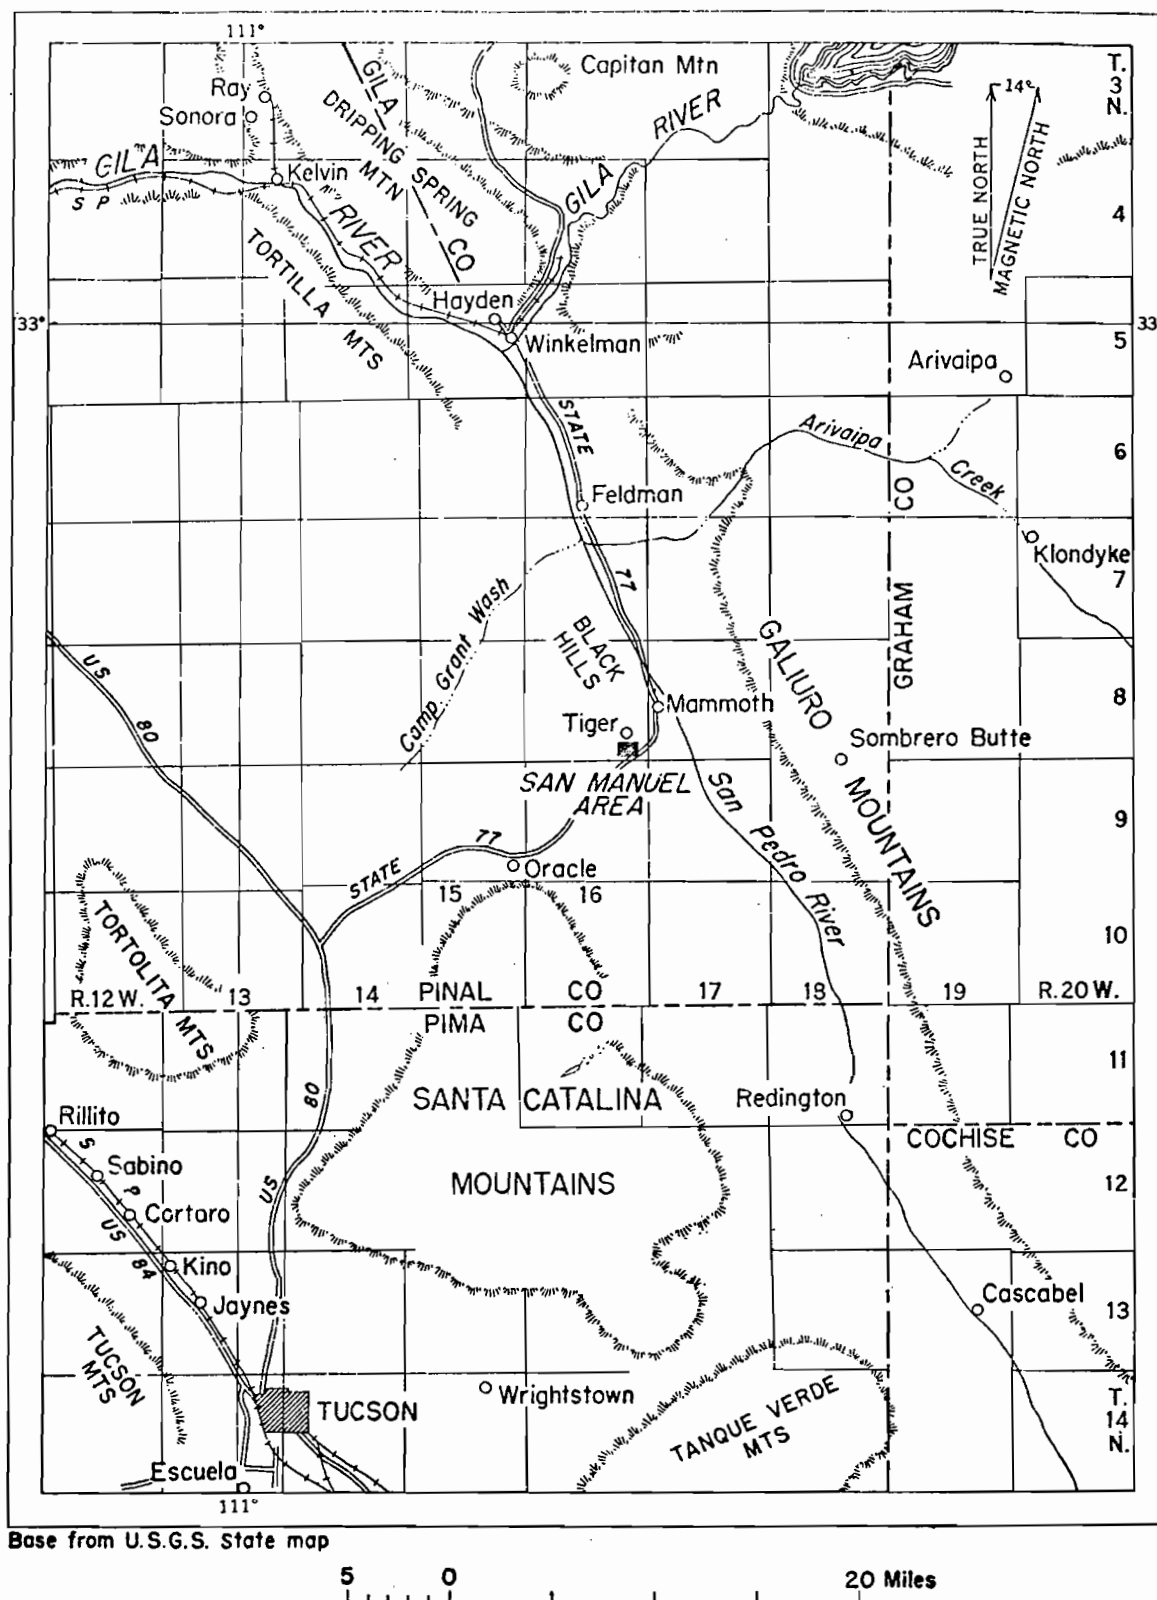 111°
Ray
Sonora
GILA
RIVER
S P
Kelvin
GILA
CO
DRIPPING SPRING
MTN
Capitan Mtn
GILA
RIVER
T.
3
N.
14°
TRUE NORTH
MAGNETIC NORTH
4
TORTILLA
MTS
Hayden
Winkelman
33°
33
5
Arivaipa
STATE
77
Arivaipa
Creek
6
Feldman
GRAHAM
CO
Klondyke
7
Camp Grant Wash
BLACK
HILLS
US
80
GALIURO
MOUNTAINS
8
Mammoth
Tiger
Sombrero Butte
SAN MANUEL
AREA
San Pedro River
9
STATE
77
Oracle
15
16
TORTOLITA
MTS
10
R.12 W.
13
14
PINAL
CO
17
18
19
R.20 W.
PIMA
CO
11
80
US
SANTA CATALINA
MOUNTAINS
Redington
COCHISE
CO
Rillito
S
P
Sabino
12
Cortaro
US
84
Kino
Jaynes
Cascabel
13
TUCSON
MTS
Wrightstown
TUCSON
TANQUE VERDE
MTS
T.
14
N.
Escuela
111°
Base from U.S.G.S. State map
5
0
20 Miles